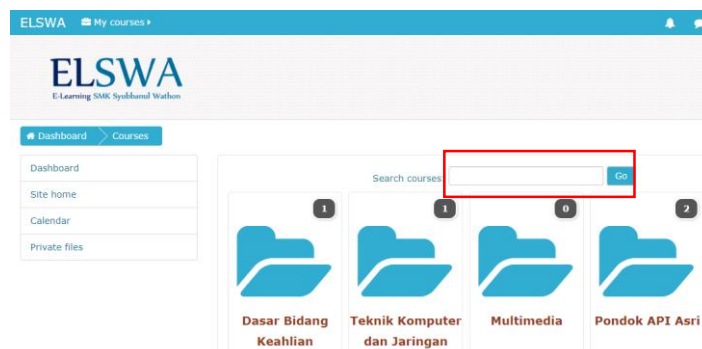 ELSWA My courses
ELSWA
E-Learning SMK Syubbanul Wathon
Dashboard Courses
Dashboard
Site home
Calendar
Private files
Search courses: Go
1 1 0 2
Dasar Bidang Keahlian
Teknik Komputer dan Jaringan
Multimedia
Pondok API Asri